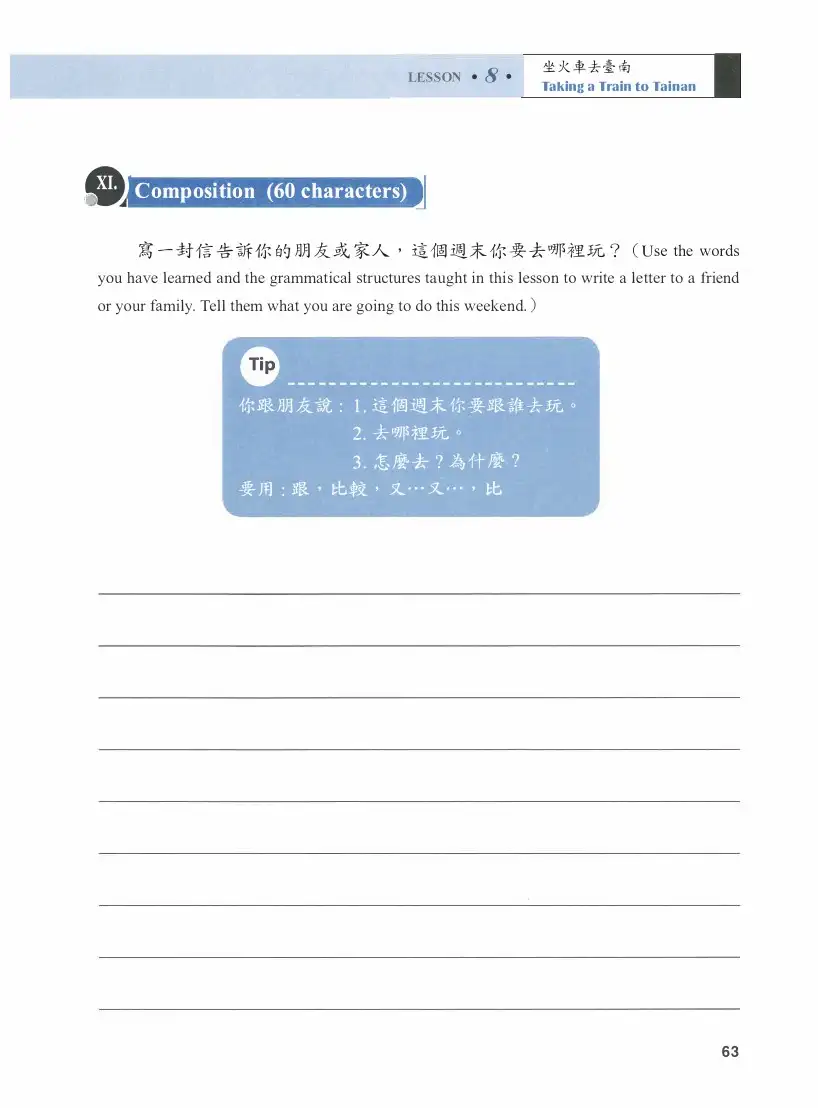 LESSON • 8 •
坐火車去臺南
Taking a Train to Tainan
XI. Composition (60 characters)
寫一封信告訴你的朋友或家人，這個週末你要去哪裡玩？（Use the words
you have learned and the grammatical structures taught in this lesson to write a letter to a friend
or your family. Tell them what you are going to do this weekend.）
Tip
你跟朋友說：1. 這個週末你要跟誰去玩。
2. 去哪裡玩。
3. 怎麼去？為什麼？
要用：跟，比較，又…又…，比
63